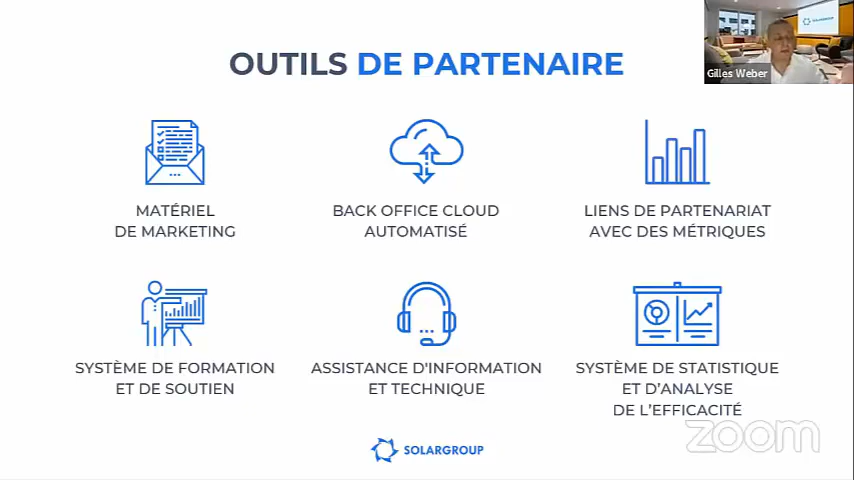 OUTILS DE PARTENAIRE
SOLARGROUP
Gilles Weber
MATÉRIEL
DE MARKETING
BACK OFFICE CLOUD
AUTOMATISÉ
LIENS DE PARTENARIAT
AVEC DES MÉTRIQUES
SYSTÈME DE FORMATION
ET DE SOUTIEN
ASSISTANCE D'INFORMATION
ET TECHNIQUE
SYSTÈME DE STATISTIQUE
ET D'ANALYSE
DE L'EFFICACITÉ
zoom
SOLARGROUP